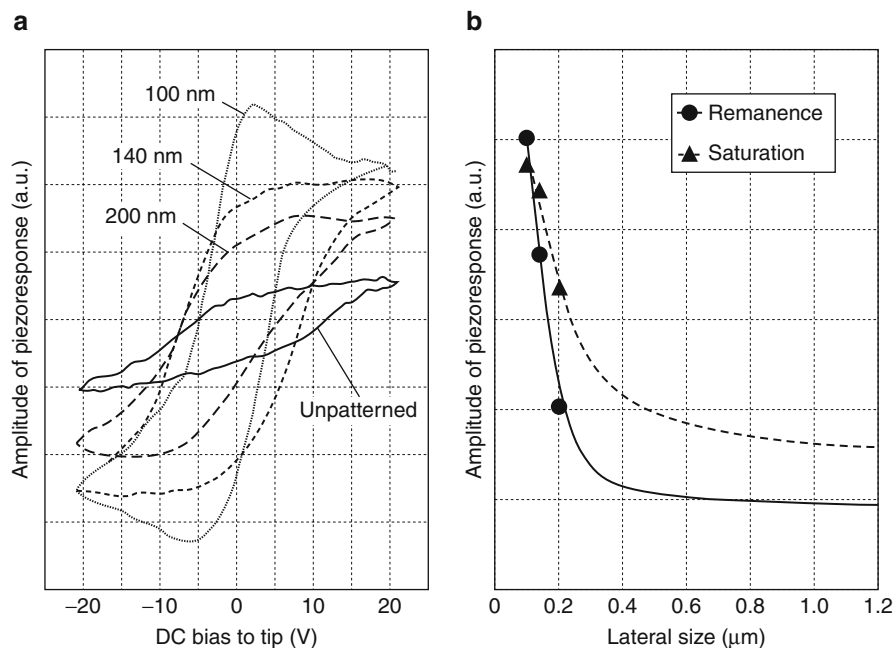 a
100 nm
140 nm
200 nm
Unpatterned
Amplitude of piezoresponse (a.u.)
−20 −10 0 10 20
DC bias to tip (V)
b
Remanence
Saturation
Amplitude of piezoresponse (a.u.)
0 0.2 0.4 0.6 0.8 1.0 1.2
Lateral size (μm)